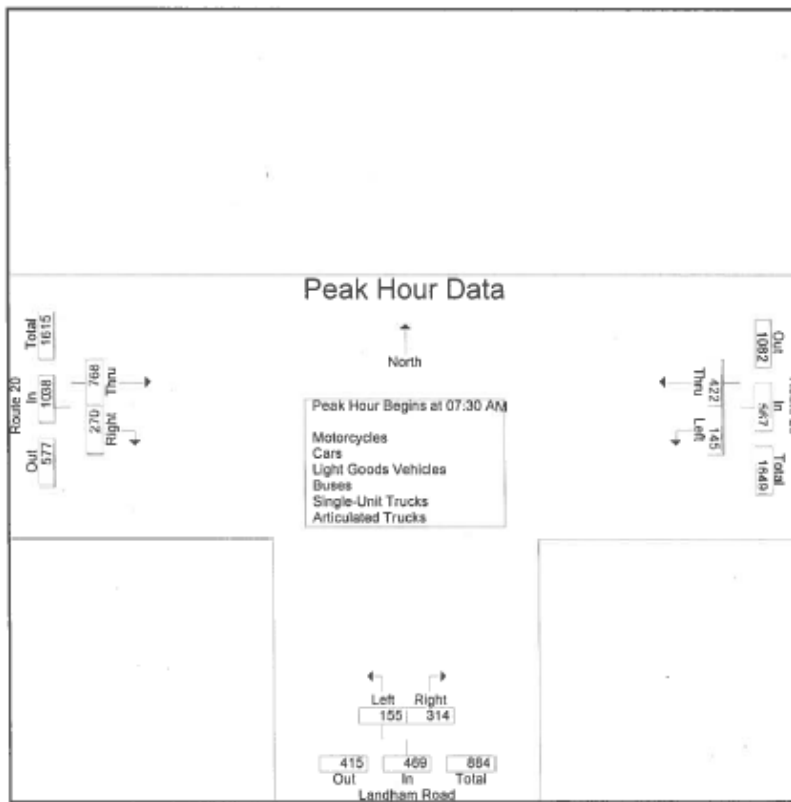 Peak Hour Data
North
Total
1615
In
1038
Out
577
Route 20
768
Thru
270
Right
Peak Hour Begins at 07:30 AM
Motorcycles
Cars
Light Goods Vehicles
Buses
Single-Unit Trucks
Articulated Trucks
422
Thru
145
Left
Out
1082
In
567
Total
1649
Left Right
155 314
415 469 884
Out In Total
Landham Road